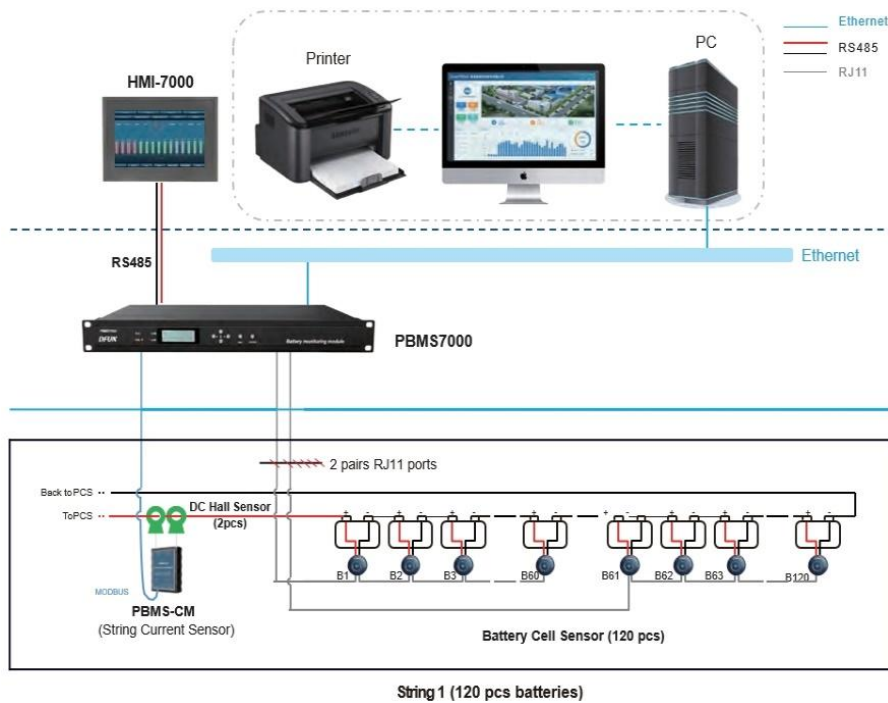 Ethernet
RS485
RJ11
PC
Printer
HMI-7000
RS485
Ethernet
DFUN
Battery monitoring module
PBMS7000
2 pairs RJ11 ports
Back to PCS
ToPCS
DC Hall Sensor
(2pcs)
+ - + - + - + - + - + - + - + -
B1 B2 B3 B60 B61 B62 B63 B120
MODBUS
PBMS-CM
(String Current Sensor)
Battery Cell Sensor (120 pcs)
String 1 (120 pcs batteries)